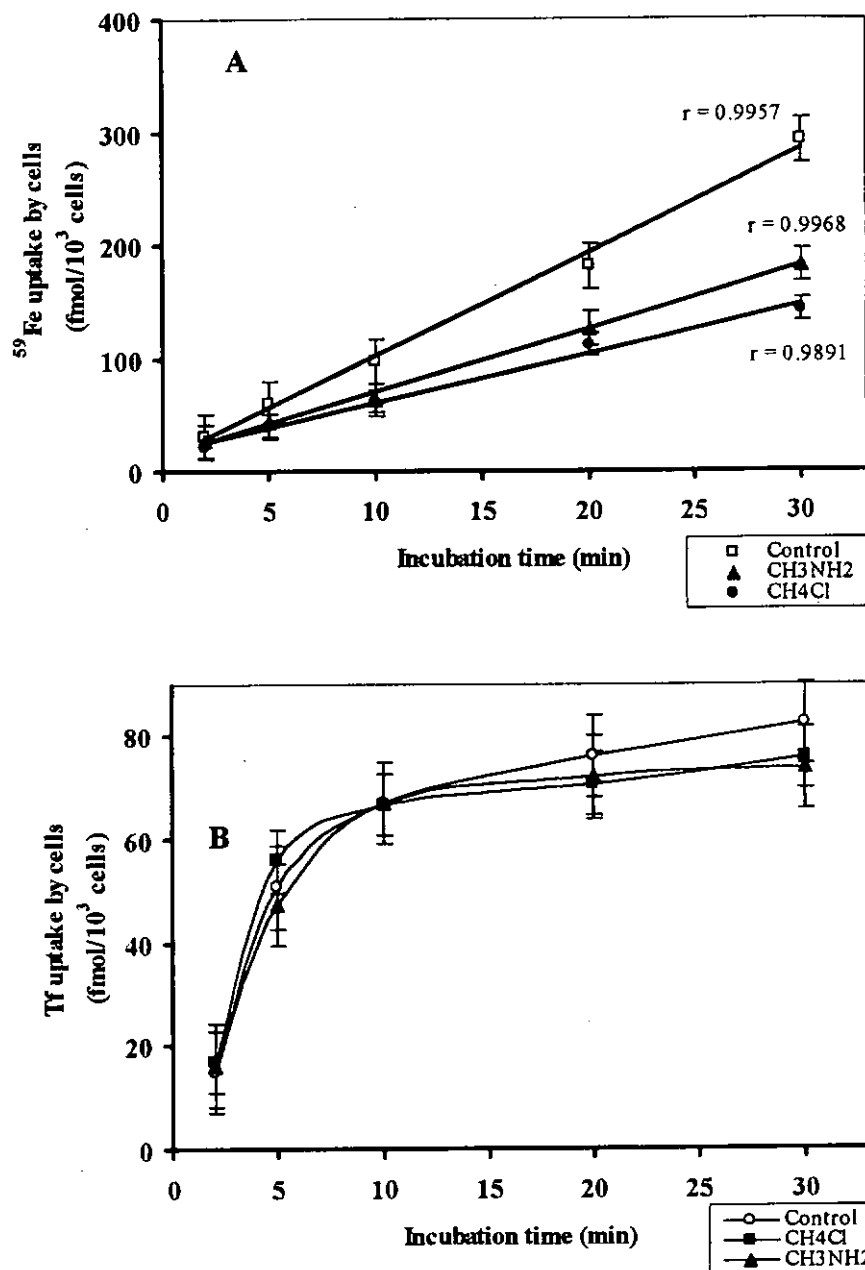 A
400
300
200
100
0
⁵⁹Fe uptake by cells
(fmol/10³ cells)
r = 0.9957
r = 0.9968
r = 0.9891
0 5 10 15 20 25 30
Incubation time (min)
Control
CH3NH2
CH4Cl
B
80
60
40
20
0
Tf uptake by cells
(fmol/10³ cells)
0 5 10 15 20 25 30
Incubation time (min)
Control
CH4Cl
CH3NH2